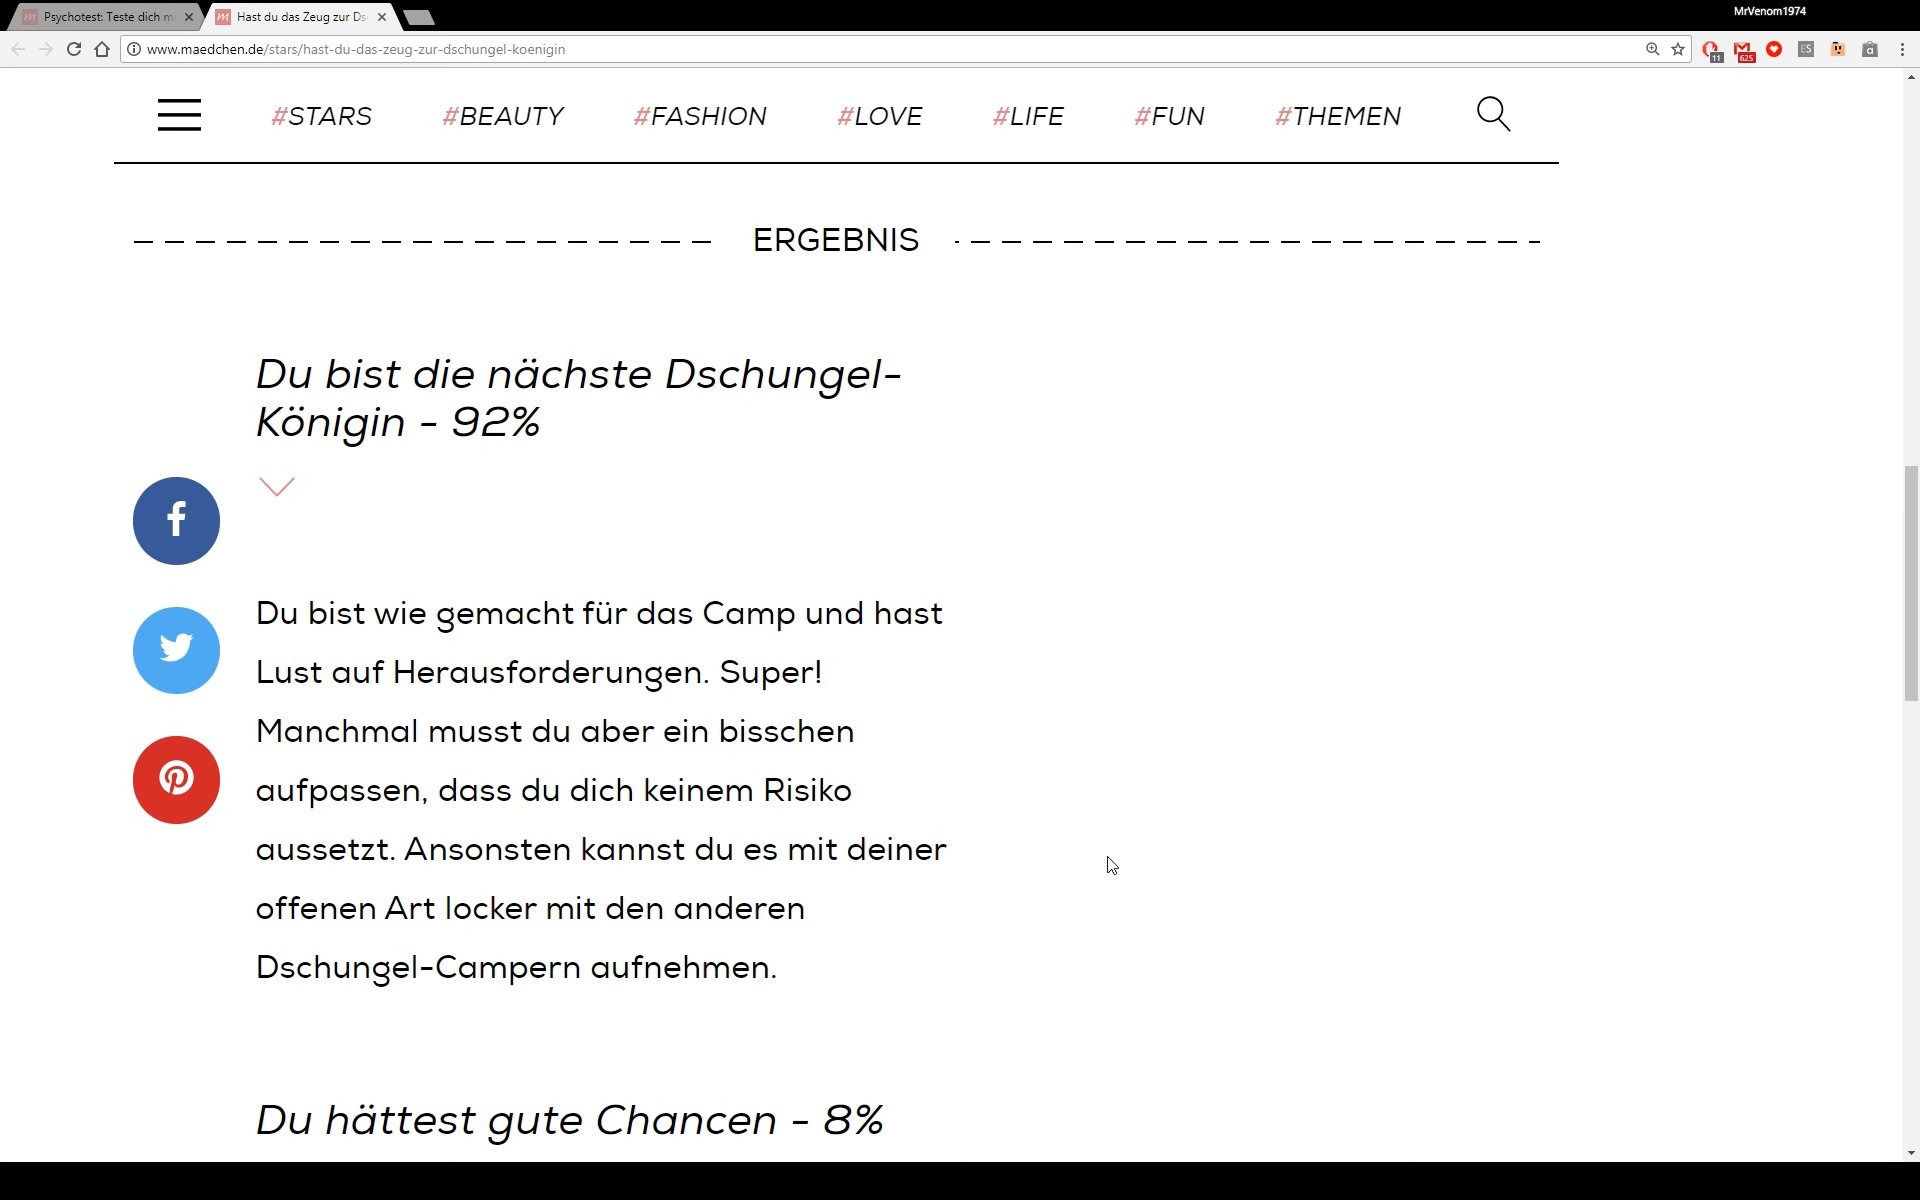 MrVenom1974
Psychotest: Teste dich m
Hast du das Zeug zur Ds
www.maedchen.de/stars/hast-du-das-zeug-zur-dschungel-koenigin
11
625
ES
a
#STARS #BEAUTY #FASHION #LOVE #LIFE #FUN #THEMEN
ERGEBNIS
Du bist die nächste Dschungel-
Königin - 92%
Du bist wie gemacht für das Camp und hast
Lust auf Herausforderungen. Super!
Manchmal musst du aber ein bisschen
aufpassen, dass du dich keinem Risiko
aussetzt. Ansonsten kannst du es mit deiner
offenen Art locker mit den anderen
Dschungel-Campern aufnehmen.
Du hättest gute Chancen - 8%